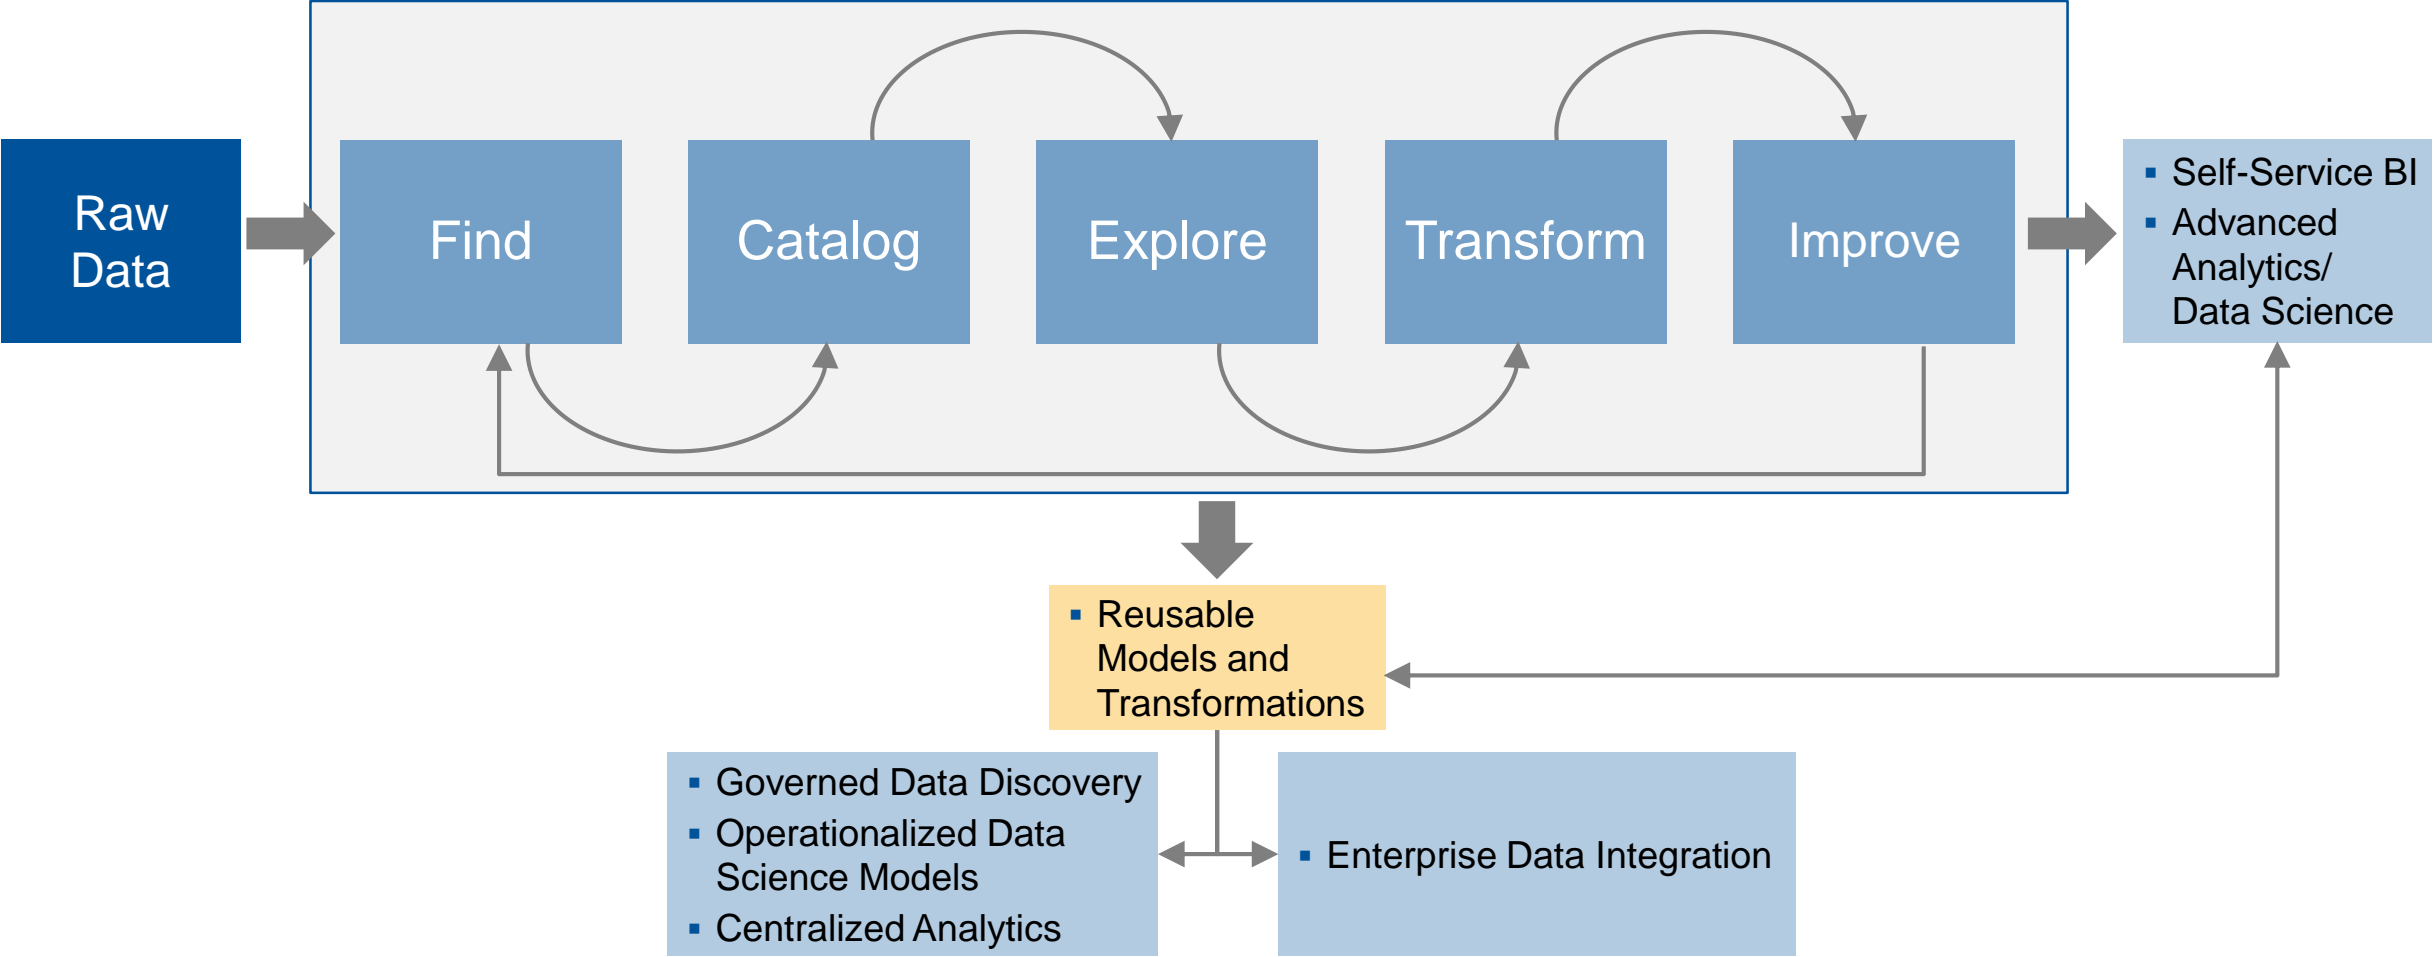 Raw
Data
Find
Catalog
Explore
Transform
Improve
▪ Self-Service BI
▪ Advanced
Analytics/
Data Science
▪ Reusable
Models and
Transformations
▪ Governed Data Discovery
▪ Operationalized Data
Science Models
▪ Centralized Analytics
▪ Enterprise Data Integration